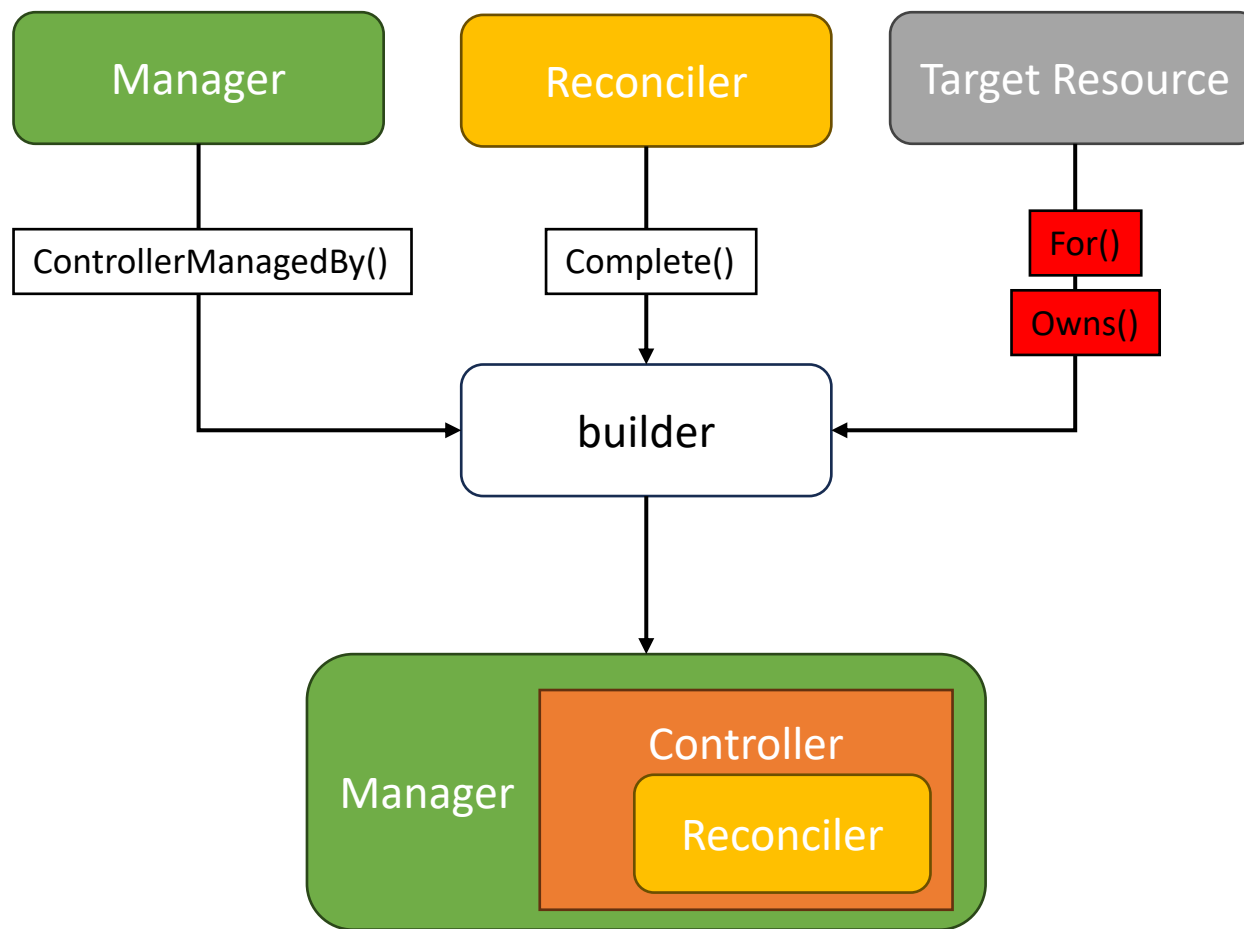 Manager
Reconciler
Target Resource
ControllerManagedBy()
Complete()
For()
Owns()
builder
Controller
Manager
Reconciler